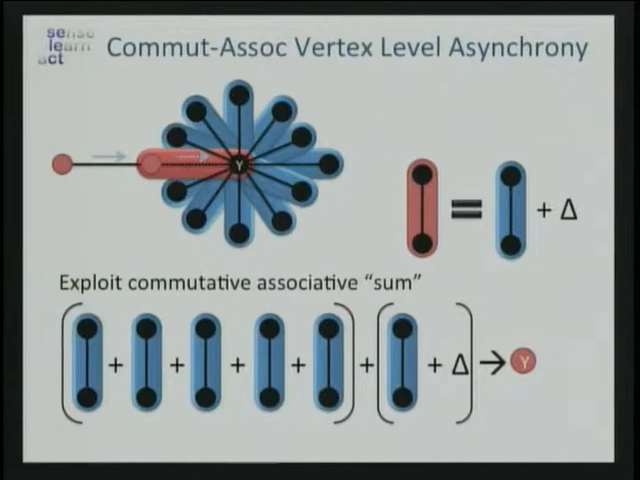 sense
learn
act
Commut-Assoc Vertex Level Asynchrony
Y
= + Δ
Exploit commutative associative “sum”
( + + + + ) + ( + Δ ) → Y